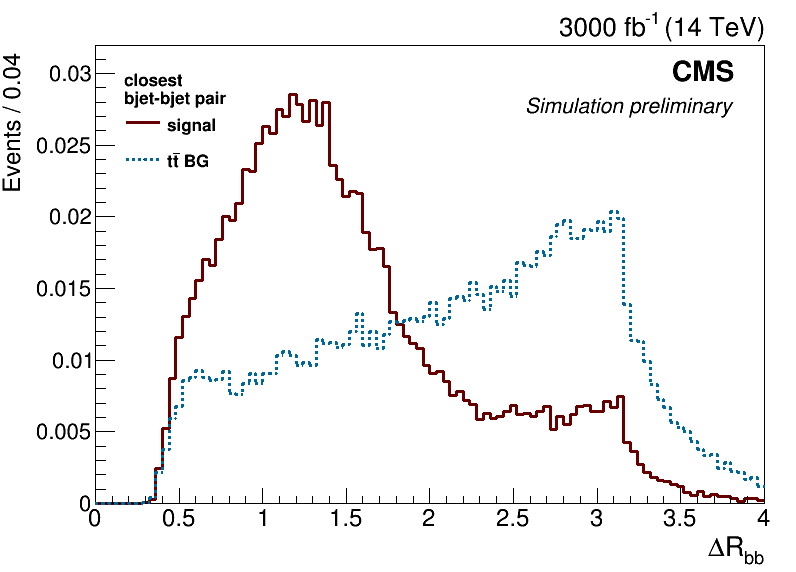 3000 fb⁻¹ (14 TeV)
Events / 0.04
CMS
Simulation preliminary
closest
bjet-bjet pair
signal
tt̄ BG
0.03
0.025
0.02
0.015
0.01
0.005
0
0 0.5 1 1.5 2 2.5 3 3.5 4
ΔR_bb